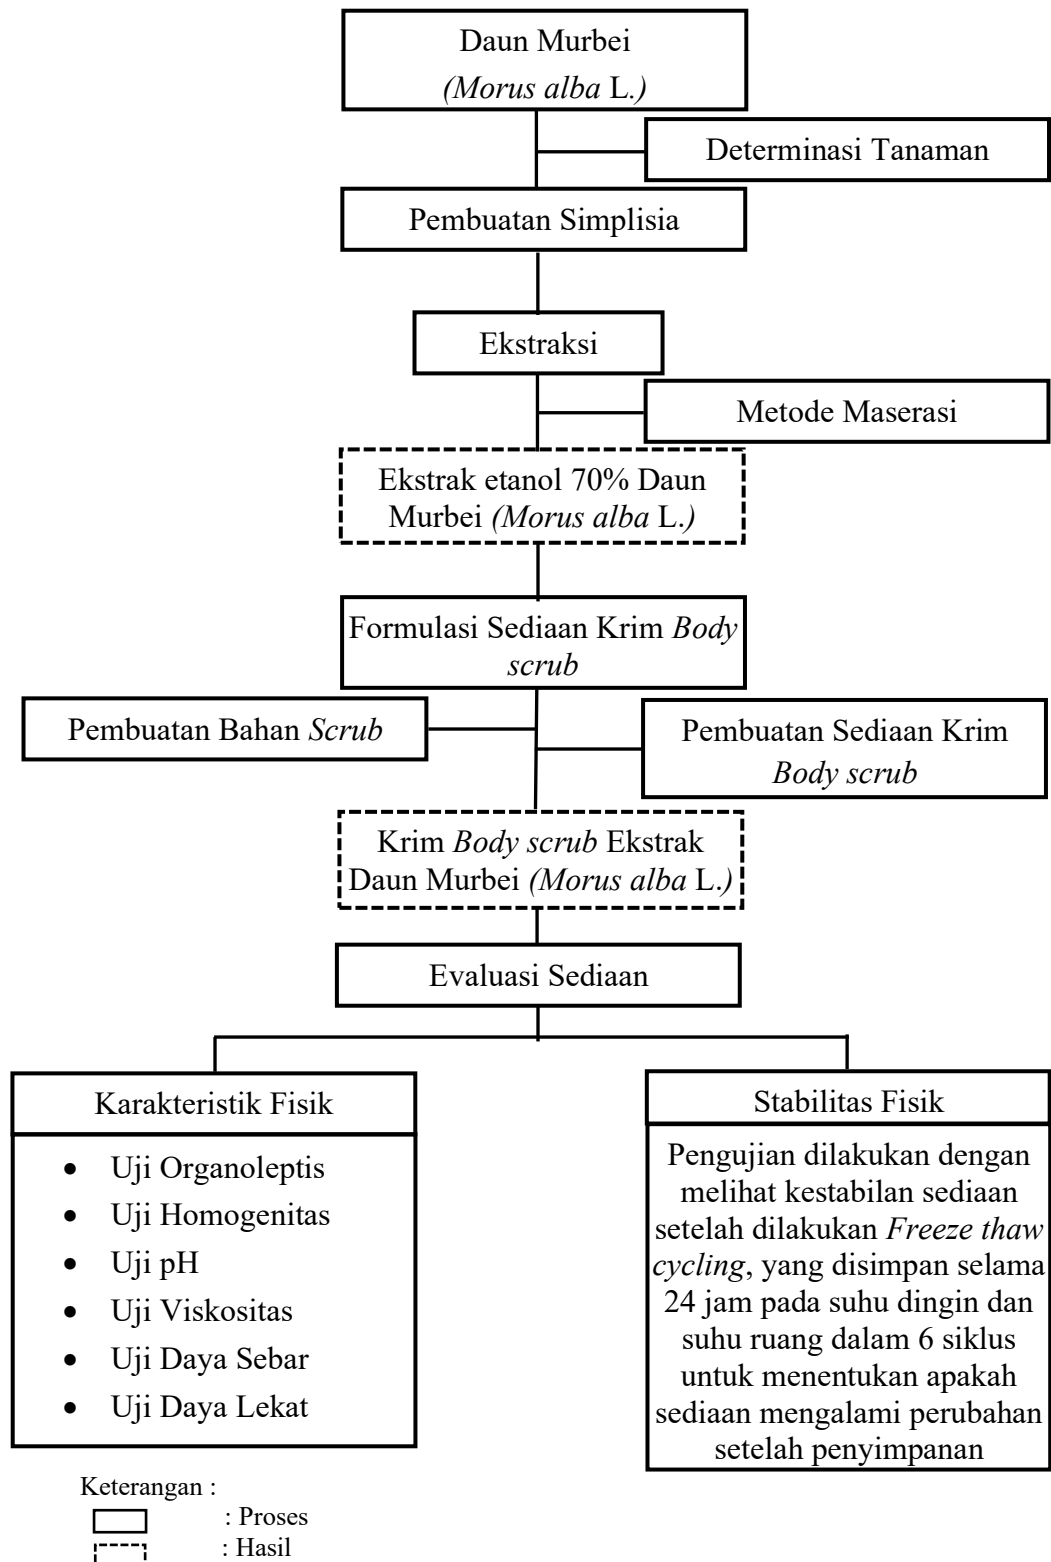 Daun Murbei
(Morus alba L.)
Determinasi Tanaman
Pembuatan Simplisia
Ekstraksi
Metode Maserasi
Ekstrak etanol 70% Daun
Murbei (Morus alba L.)
Formulasi Sediaan Krim Body
scrub
Pembuatan Bahan Scrub
Pembuatan Sediaan Krim
Body scrub
Krim Body scrub Ekstrak
Daun Murbei (Morus alba L.)
Evaluasi Sediaan
Karakteristik Fisik
• Uji Organoleptis
• Uji Homogenitas
• Uji pH
• Uji Viskositas
• Uji Daya Sebar
• Uji Daya Lekat
Stabilitas Fisik
Pengujian dilakukan dengan
melihat kestabilan sediaan
setelah dilakukan Freeze thaw
cycling, yang disimpan selama
24 jam pada suhu dingin dan
suhu ruang dalam 6 siklus
untuk menentukan apakah
sediaan mengalami perubahan
setelah penyimpanan
Keterangan :
: Proses
: Hasil